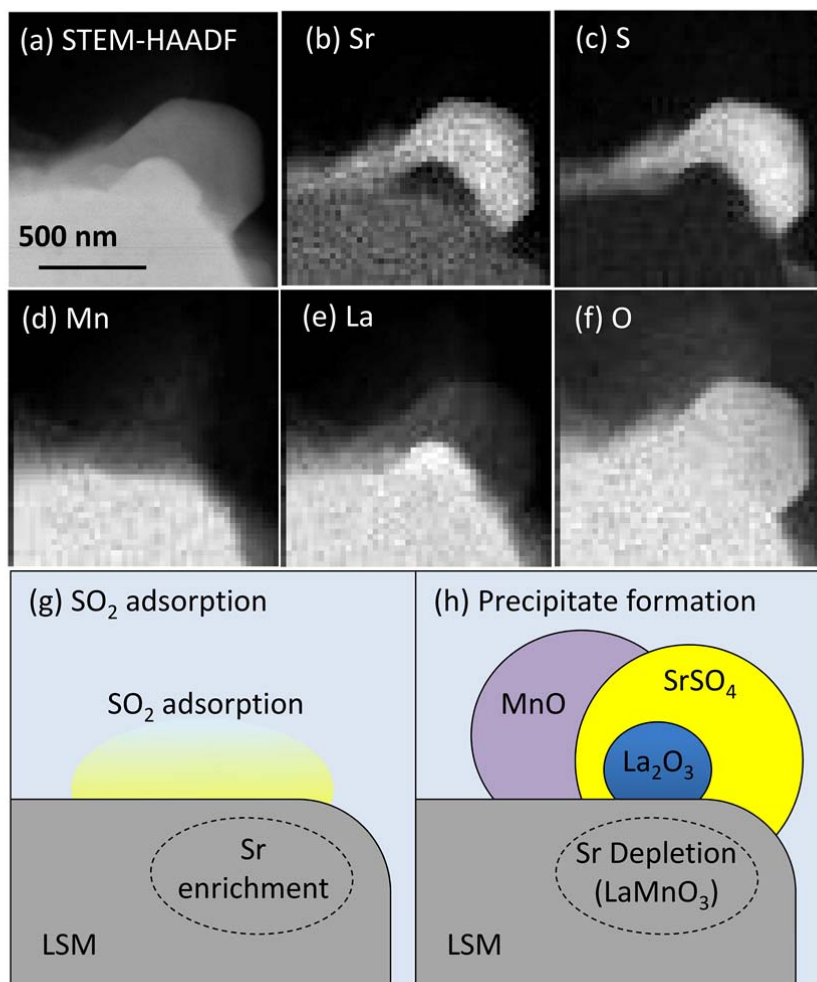 (a) STEM-HAADF
(b) Sr
(c) S
500 nm
(d) Mn
(e) La
(f) O
(g) SO₂ adsorption
SO₂ adsorption
Sr
enrichment
LSM
(h) Precipitate formation
MnO
SrSO₄
La₂O₃
Sr Depletion
(LaMnO₃)
LSM